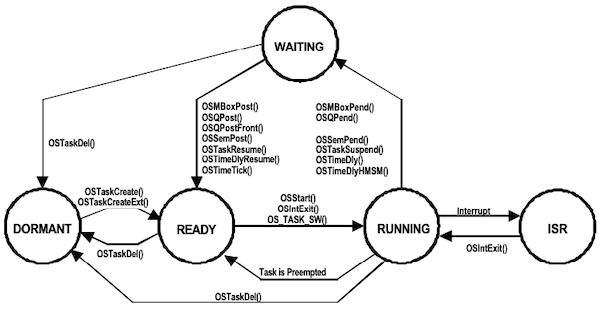 WAITING
OSMBoxPost()
OSQPost()
OSQPostFront()
OSSemPost()
OSTaskResume()
OSTimeDlyResume()
OSTimeTick()
OSMBoxPend()
OSQPend()
OSSemPend()
OSTaskSuspend()
OSTimeDly()
OSTimeDlyHMSM()
OSTaskDel()
OSTaskCreate()
OSTaskCreateExt()
OSStart()
OSIntExit()
OS_TASK_SW()
DORMANT
READY
RUNNING
Interrupt
ISR
OSIntExit()
OSTaskDel()
Task is Preempted
OSTaskDel()